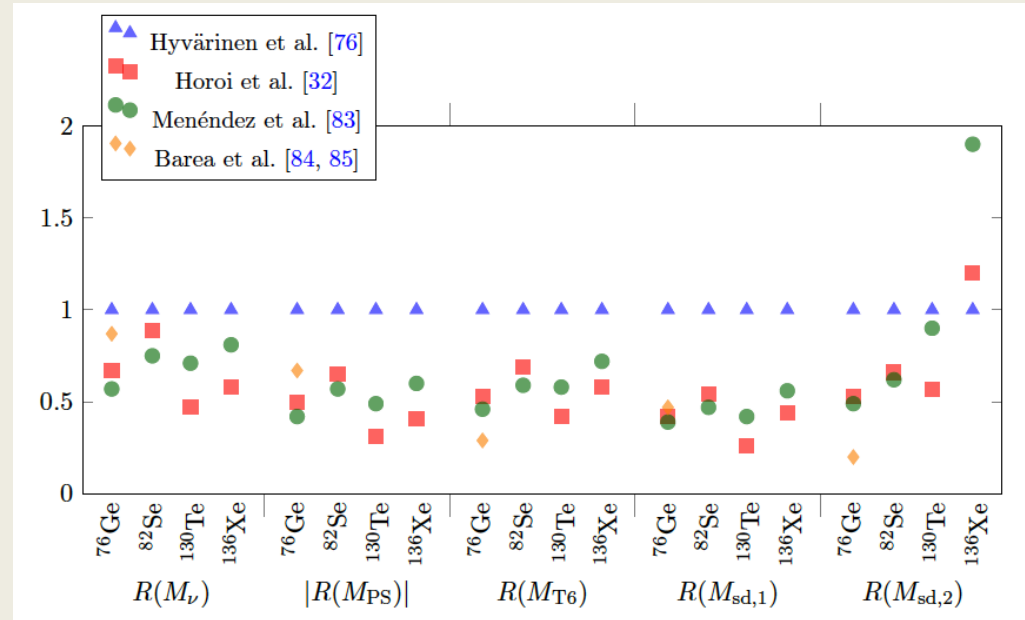 Hyvärinen et al. [76]
Horoi et al. [32]
Menéndez et al. [83]
Barea et al. [84, 85]
2
1.5
1
0.5
0
⁷⁶Ge ⁸²Se ¹³⁰Te ¹³⁶Xe ⁷⁶Ge ⁸²Se ¹³⁰Te ¹³⁶Xe ⁷⁶Ge ⁸²Se ¹³⁰Te ¹³⁶Xe ⁷⁶Ge ⁸²Se ¹³⁰Te ¹³⁶Xe ⁷⁶Ge ⁸²Se ¹³⁰Te ¹³⁶Xe
R(Mν) |R(MPS)| R(MT6) R(Msd,1) R(Msd,2)